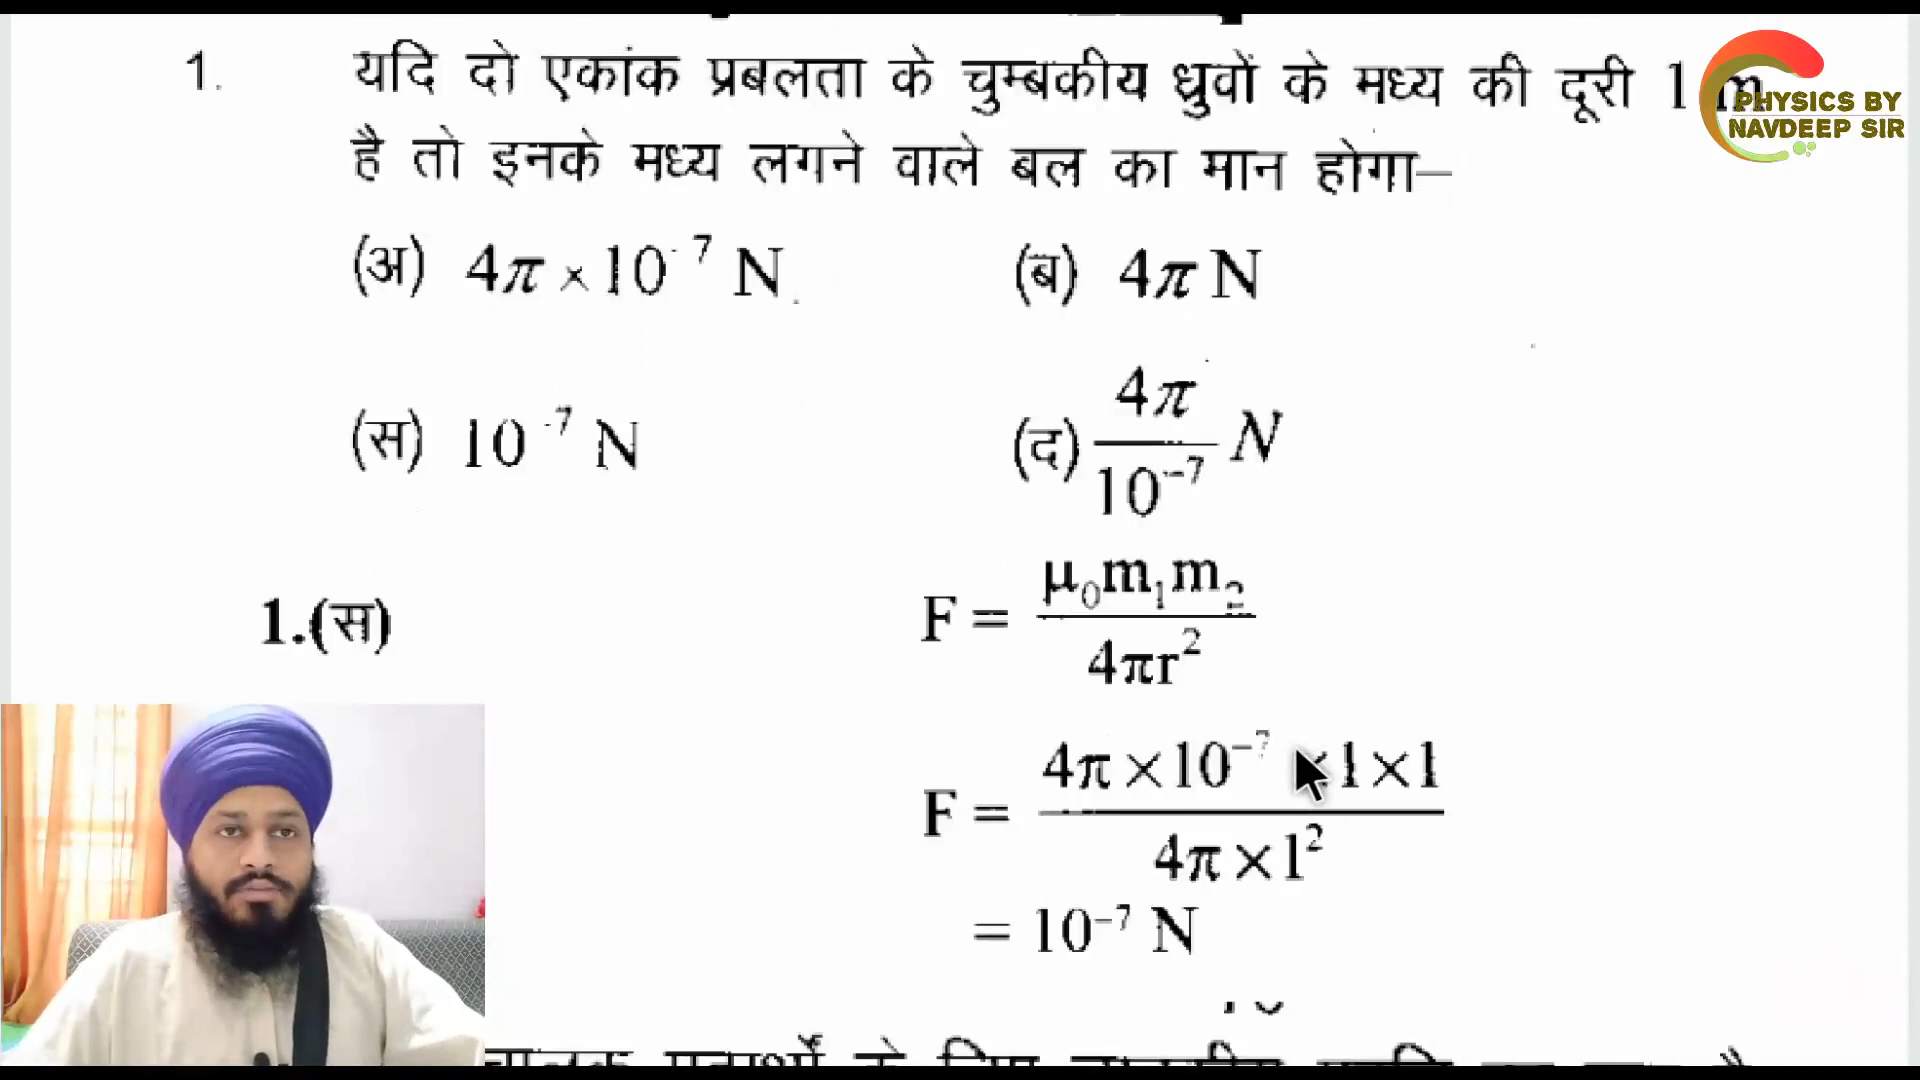 1. यदि दो एकांक प्रबलता के चुम्बकीय ध्रुवों के मध्य की दूरी 1 m
PHYSICS BY
NAVDEEP SIR
है तो इनके मध्य लगने वाले बल का मान होगा–
(अ) 4π × 10⁻⁷ N (ब) 4π N
(स) 10⁻⁷ N (द) 4π/10⁻⁷ N
1.(स) F = μ₀m₁m₂/4πr²
F = 4π × 10⁻⁷ × 1 × 1/4π × 1²
= 10⁻⁷ N